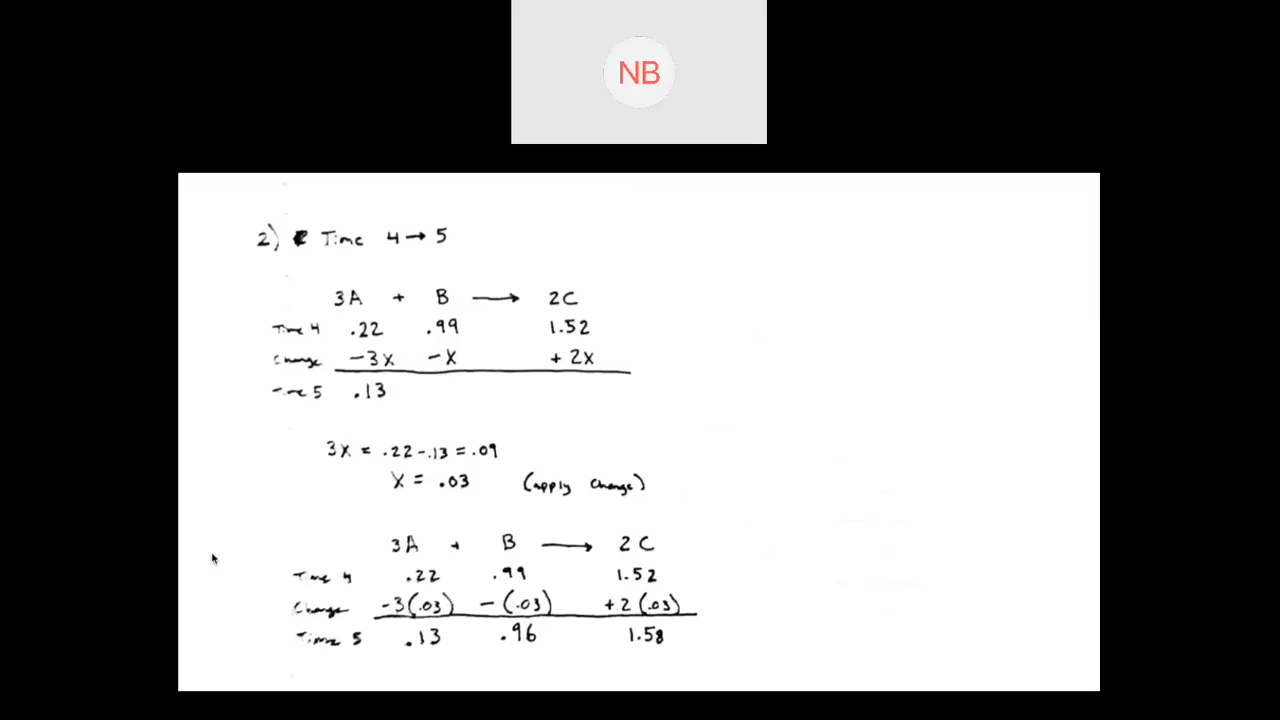 NB
2) Time 4 → 5
3A + B → 2C
Time 4 .22 .99 1.52
Change -3x -x + 2x
Time 5 .13
3x = .22-.13 = .09
x = .03 (apply change)
3A + B → 2C
Time 4 .22 .99 1.52
Change -3(.03) -(.03) +2(.03)
Time 5 .13 .96 1.58